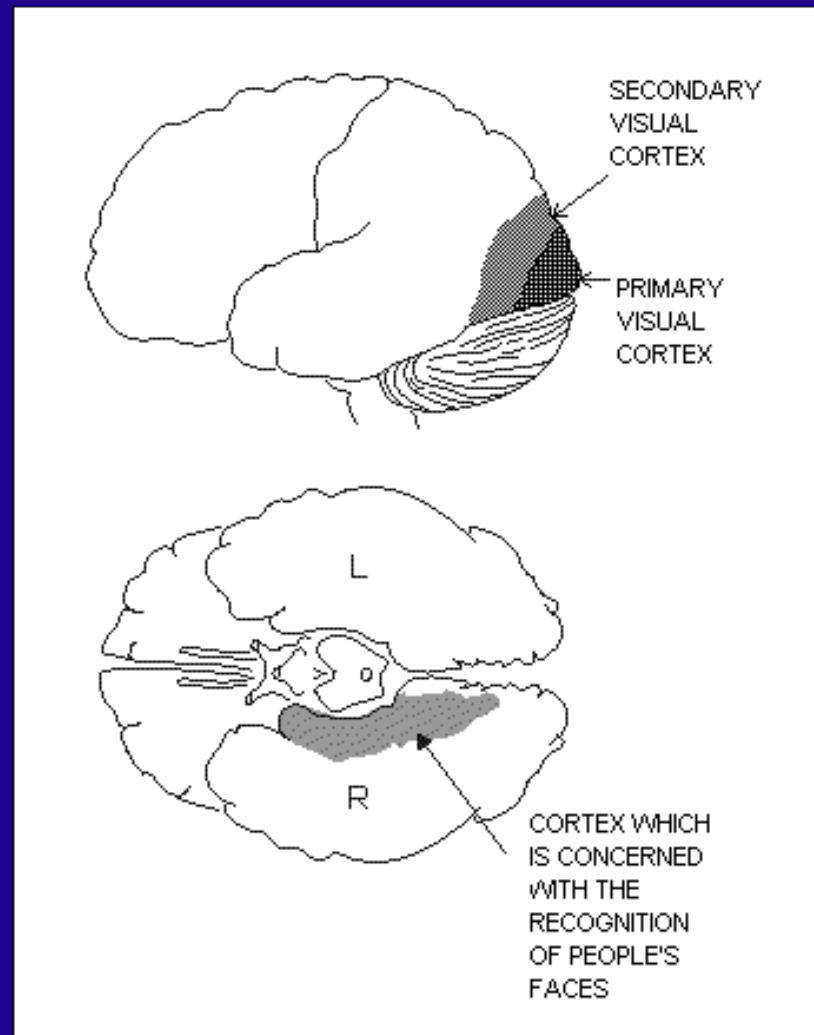 SECONDARY
VISUAL
CORTEX
PRIMARY
VISUAL
CORTEX
L
R
CORTEX WHICH
IS CONCERNED
WITH THE
RECOGNITION
OF PEOPLE'S
FACES